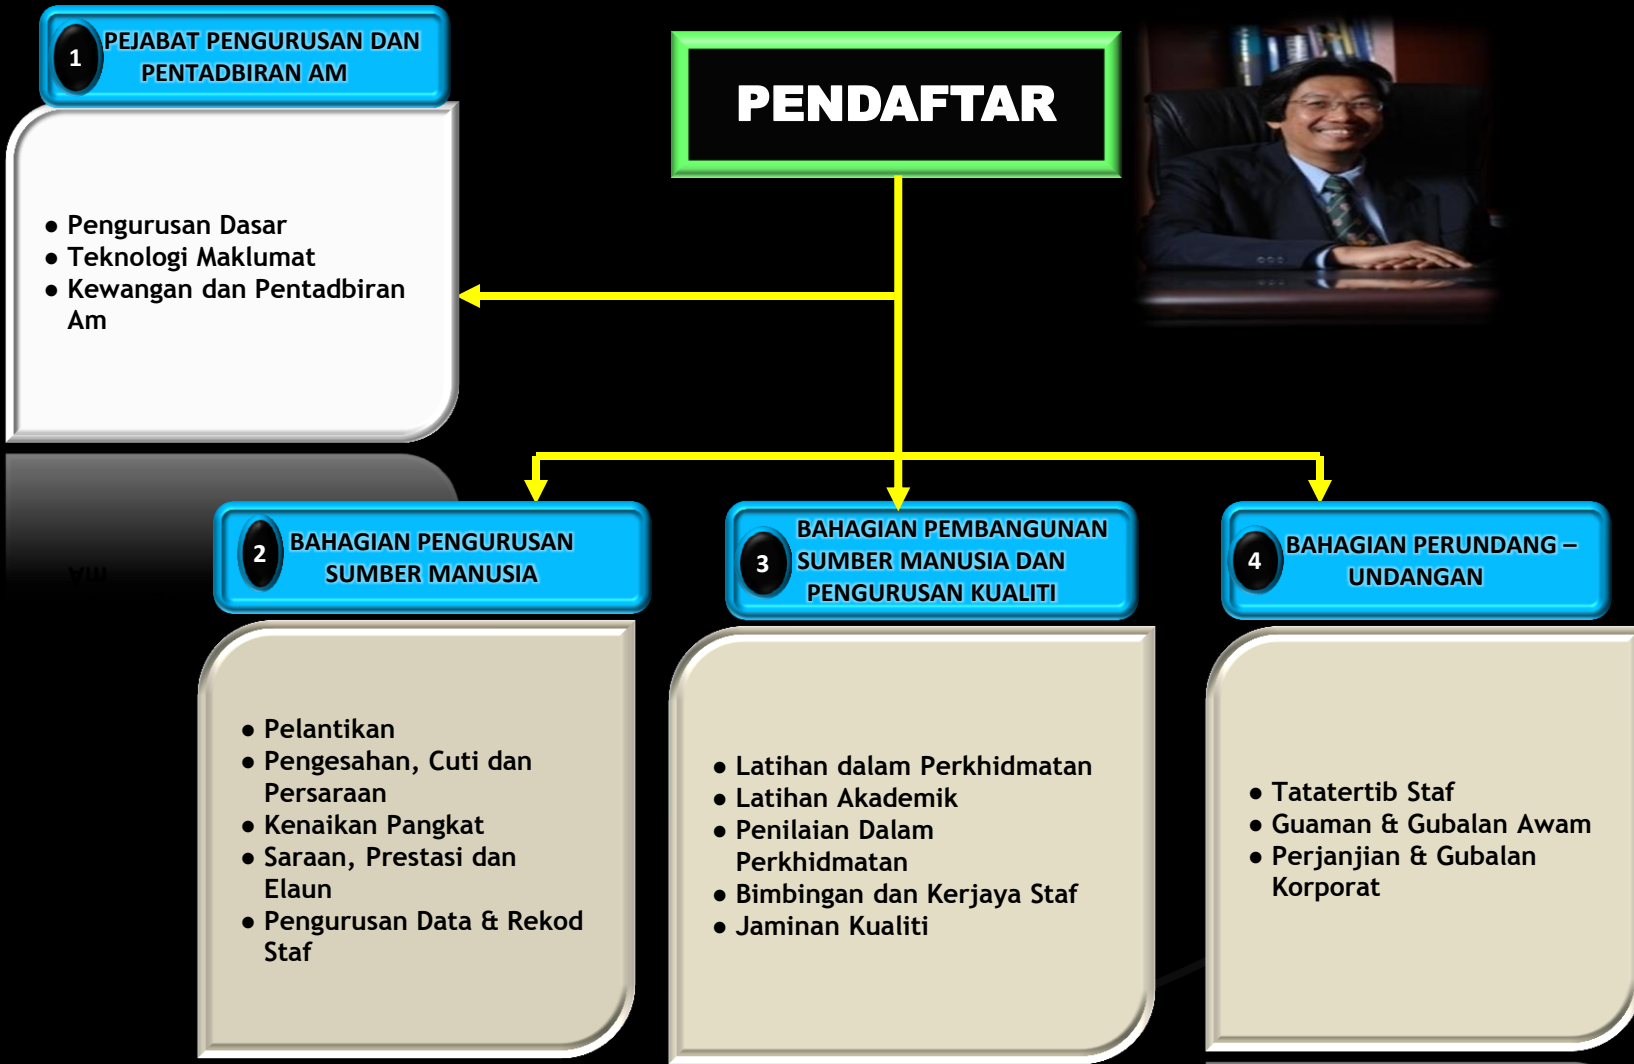 1
PEJABAT PENGURUSAN DAN
PENTADBIRAN AM
● Pengurusan Dasar
● Teknologi Maklumat
● Kewangan dan Pentadbiran
Am
PENDAFTAR
2
BAHAGIAN PENGURUSAN
SUMBER MANUSIA
● Pelantikan
● Pengesahan, Cuti dan
Persaraan
● Kenaikan Pangkat
● Saraan, Prestasi dan
Elaun
● Pengurusan Data & Rekod
Staf
3
BAHAGIAN PEMBANGUNAN
SUMBER MANUSIA DAN
PENGURUSAN KUALITI
● Latihan dalam Perkhidmatan
● Latihan Akademik
● Penilaian Dalam
Perkhidmatan
● Bimbingan dan Kerjaya Staf
● Jaminan Kualiti
4
BAHAGIAN PERUNDANG –
UNDANGAN
● Tatatertib Staf
● Guaman & Gubalan Awam
● Perjanjian & Gubalan
Korporat